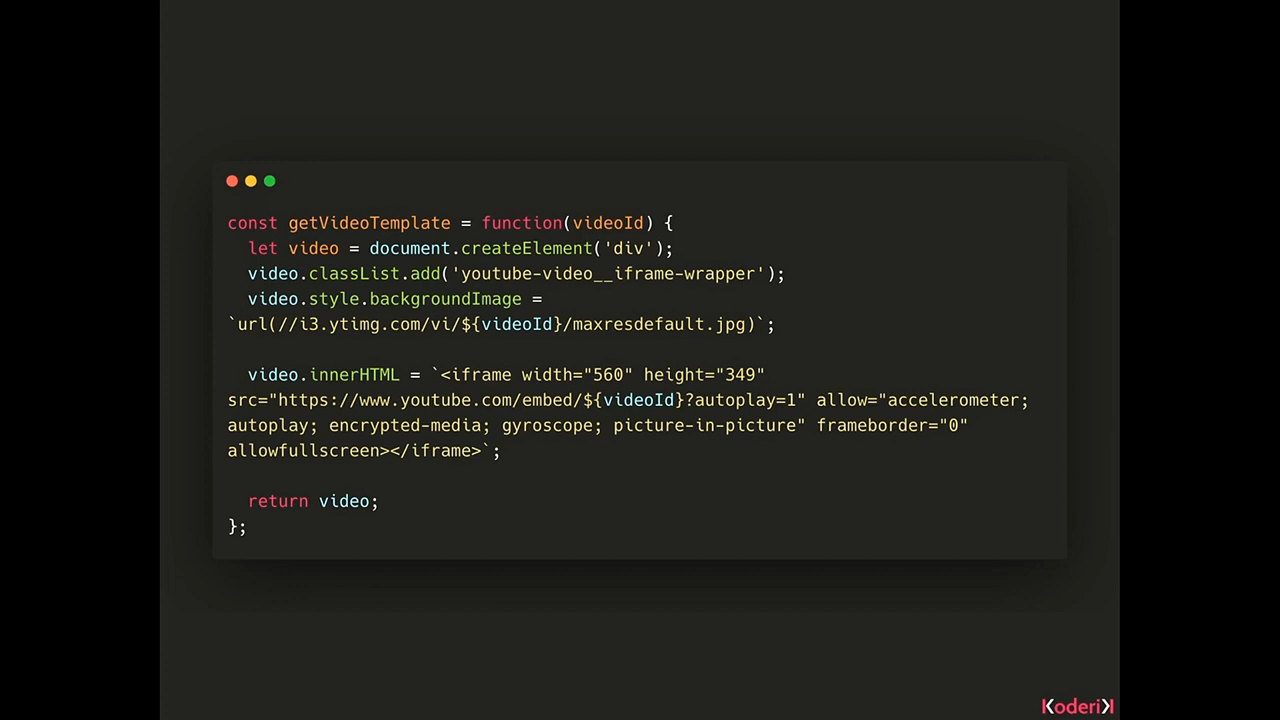 const getVideoTemplate = function(videoId) {
  let video = document.createElement('div');
  video.classList.add('youtube-video__iframe-wrapper');
  video.style.backgroundImage =
`url(//i3.ytimg.com/vi/${videoId}/maxresdefault.jpg)`;
  video.innerHTML = `<iframe width="560" height="349"
src="https://www.youtube.com/embed/${videoId}?autoplay=1" allow="accelerometer;
autoplay; encrypted-media; gyroscope; picture-in-picture" frameborder="0"
allowfullscreen></iframe>`;
  return video;
};
KoderiK